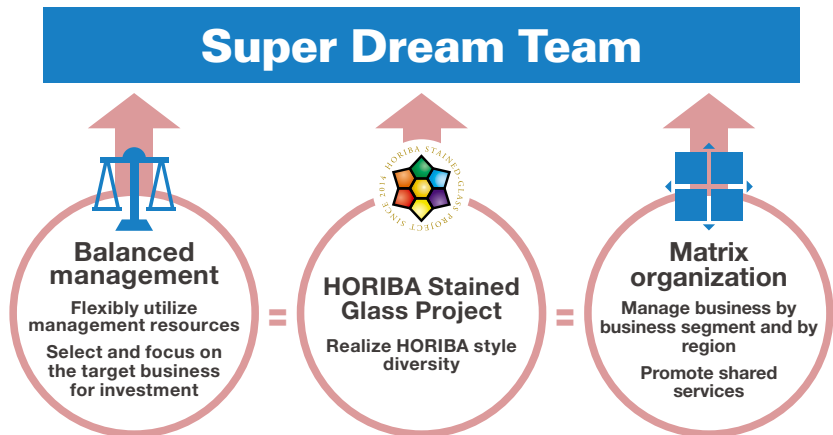 Super Dream Team
Balanced
management
Flexibly utilize
management resources
Select and focus on
the target business
for investment
=
HORIBA STAINED-GLASS PROJECT SINCE 2014
HORIBA Stained
Glass Project
Realize HORIBA style
diversity
=
Matrix
organization
Manage business by
business segment and by
region
Promote shared
services